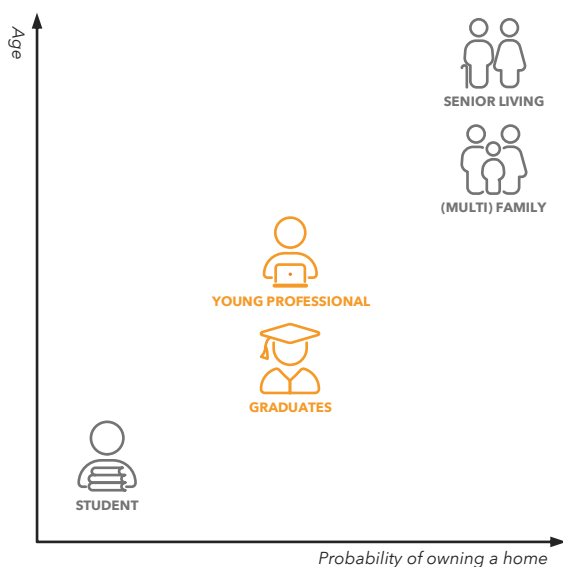 Age
SENIOR LIVING
(MULTI) FAMILY
YOUNG PROFESSIONAL
GRADUATES
STUDENT
Probability of owning a home